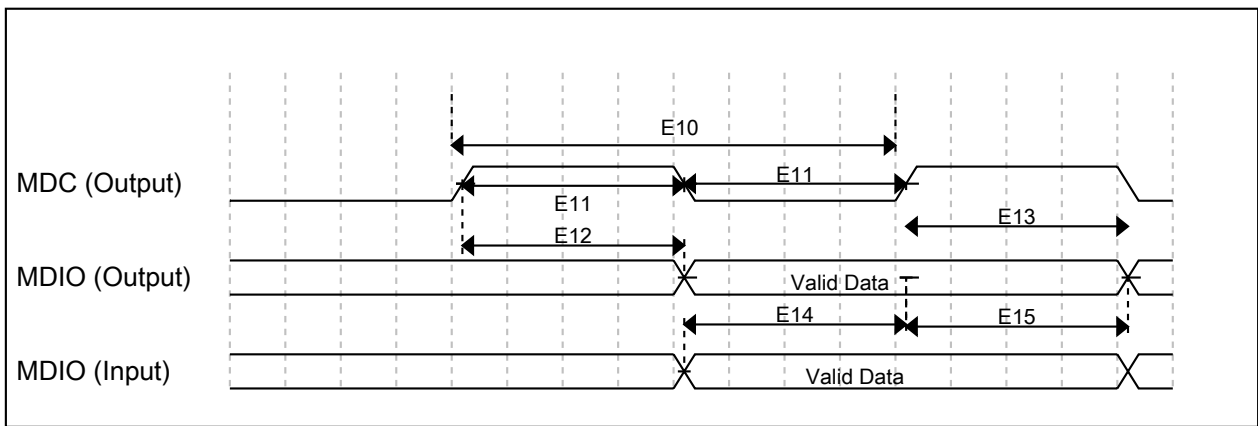 E10
MDC (Output)
E11
E11
E13
E12
MDIO (Output)
Valid Data
E14
E15
MDIO (Input)
Valid Data